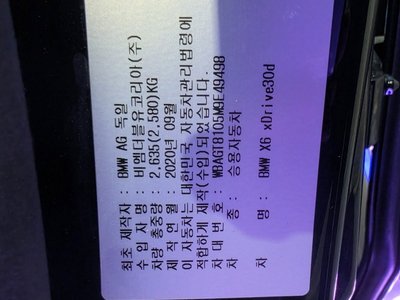 최초 제작자 : BMW AG 독일
수 입 자 명 : 비엠더블유코리아(주)
차량 총중량 : 2,635(2,580)KG
제 작 연 월 : 2020년 09월
이 자동차는 대한민국 자동차관리법령에
적합하게 제작(수입)되었습니다.
차 대 번 호 : WBAGT8105M9E49498
차 종 : 승용자동차
차 명 : BMW X6 xDrive30d